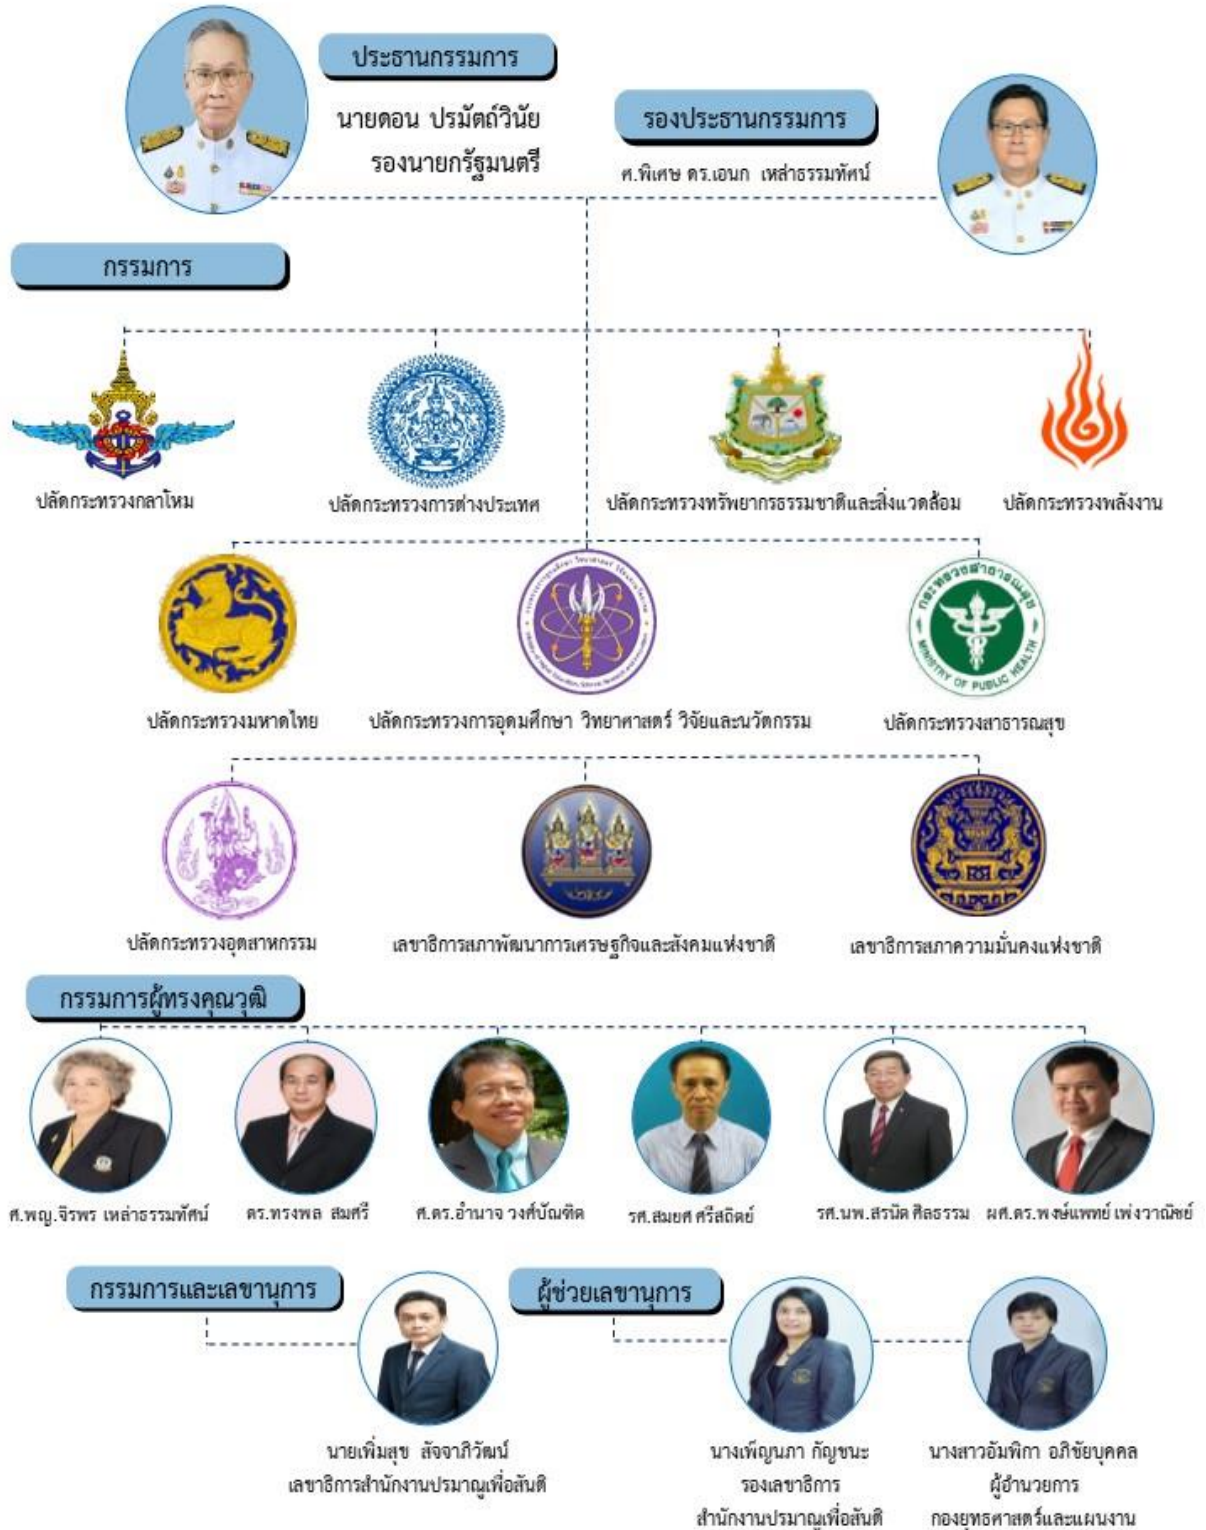 ประธานกรรมการ
นายดอน ปรมัตถ์วินัย
รองนายกรัฐมนตรี
รองประธานกรรมการ
ศ.พิเศษ ดร.เอนก เหล่าธรรมทัศน์
กรรมการ
ปลัดกระทรวงกลาโหม
ปลัดกระทรวงการต่างประเทศ
ปลัดกระทรวงทรัพยากรธรรมชาติและสิ่งแวดล้อม
ปลัดกระทรวงพลังงาน
กระทรวงสาธารณสุข
MINISTRY OF PUBLIC HEALTH
ปลัดกระทรวงมหาดไทย
ปลัดกระทรวงการอุดมศึกษา วิทยาศาสตร์ วิจัยและนวัตกรรม
ปลัดกระทรวงสาธารณสุข
ปลัดกระทรวงอุตสาหกรรม
เลขาธิการสภาพัฒนาการเศรษฐกิจและสังคมแห่งชาติ
เลขาธิการสภาความมั่นคงแห่งชาติ
กรรมการผู้ทรงคุณวุฒิ
ศ.พญ.จิรพร เหล่าธรรมทัศน์
ดร.ทรงพล สมศรี
ศ.ดร.อำนาจ วงศ์บัณฑิต
รศ.สมยศ ศรีสถิตย์
รศ.นพ.สรนิต ศิลธรรม
ผศ.ดร.พงษ์แพทย์ เพ่งวาณิชย์
กรรมการและเลขานุการ
ผู้ช่วยเลขานุการ
นายเพิ่มสุข สัจจาภิวัฒน์
เลขาธิการสำนักงานปรมาณูเพื่อสันติ
นางเพ็ญนภา กัญชนะ
รองเลขาธิการ
สำนักงานปรมาณูเพื่อสันติ
นางสาวอัมพิกา อภิชัยบุคคล
ผู้อำนวยการ
กองยุทธศาสตร์และแผนงาน